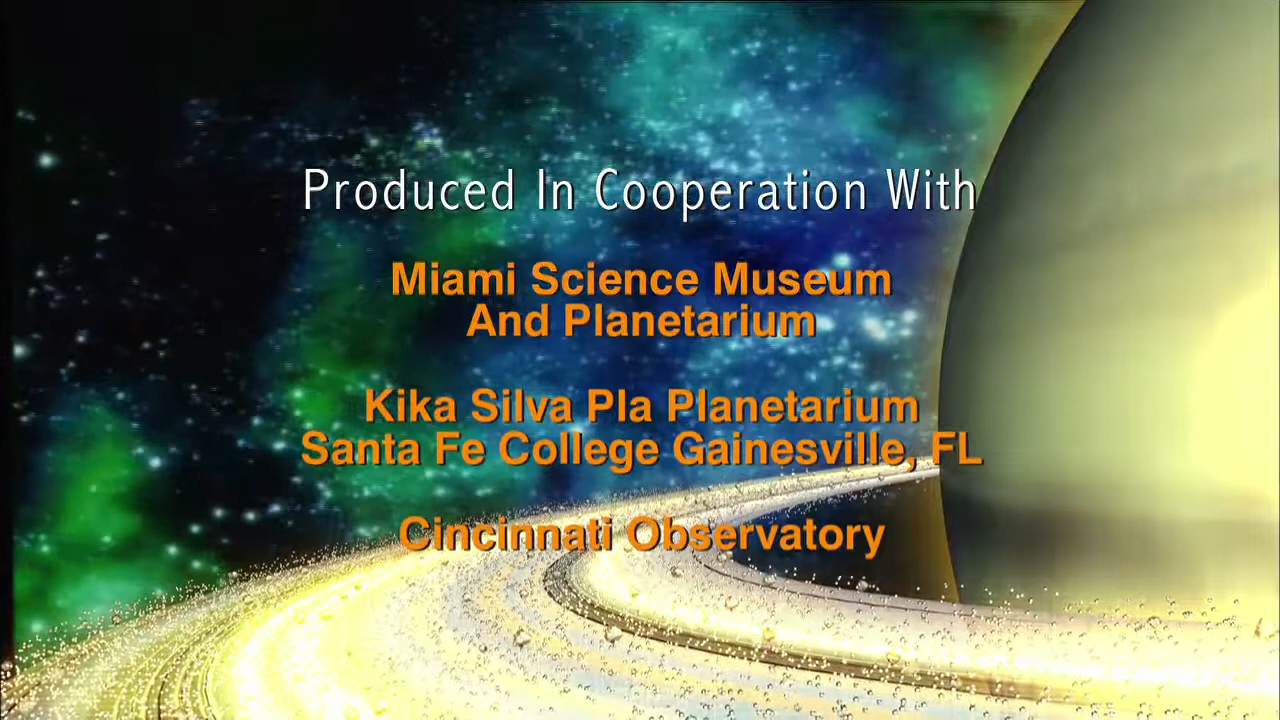 Produced In Cooperation With
Miami Science Museum
And Planetarium
Kika Silva Pla Planetarium
Santa Fe College Gainesville, FL
Cincinnati Observatory